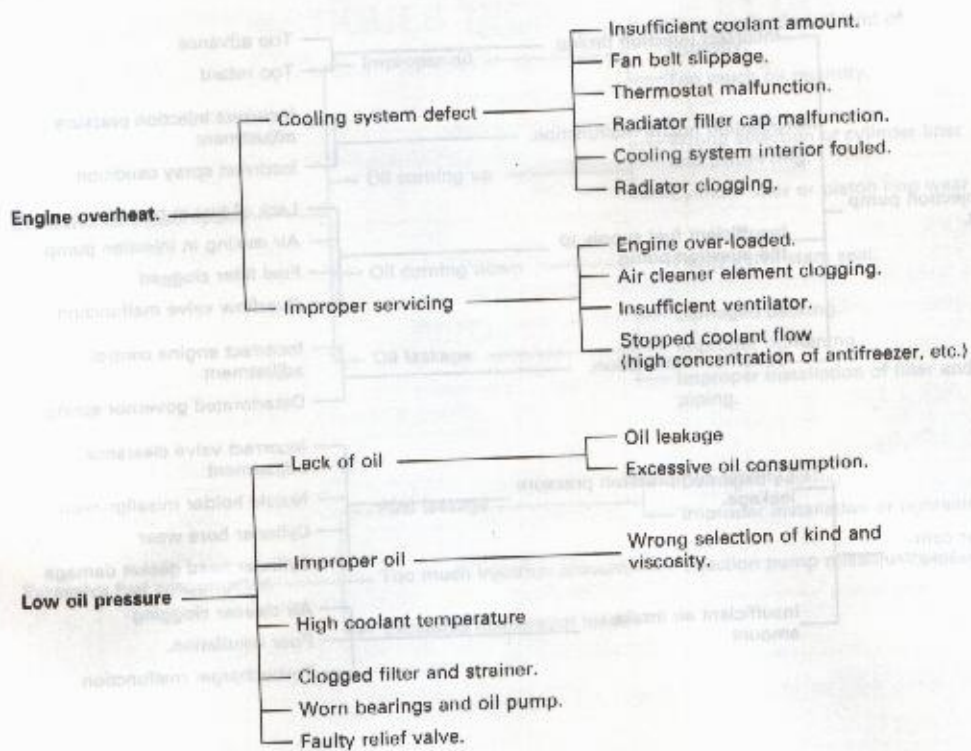 Insufficient coolant amount.
Fan belt slippage.
Thermostat malfunction.
Cooling system defect
Radiator filler cap malfunction.
Cooling system interior fouled.
Radiator clogging.
Engine overheat.
Engine over-loaded.
Air cleaner element clogging.
Improper servicing
Insufficient ventilator.
Stopped coolant flow
(high concentration of antifreezer, etc.)
Oil leakage
Lack of oil
Excessive oil consumption.
Wrong selection of kind and
Improper oil
viscosity.
Low oil pressure
High coolant temperature
Clogged filter and strainer.
Worn bearings and oil pump.
Faulty relief valve.